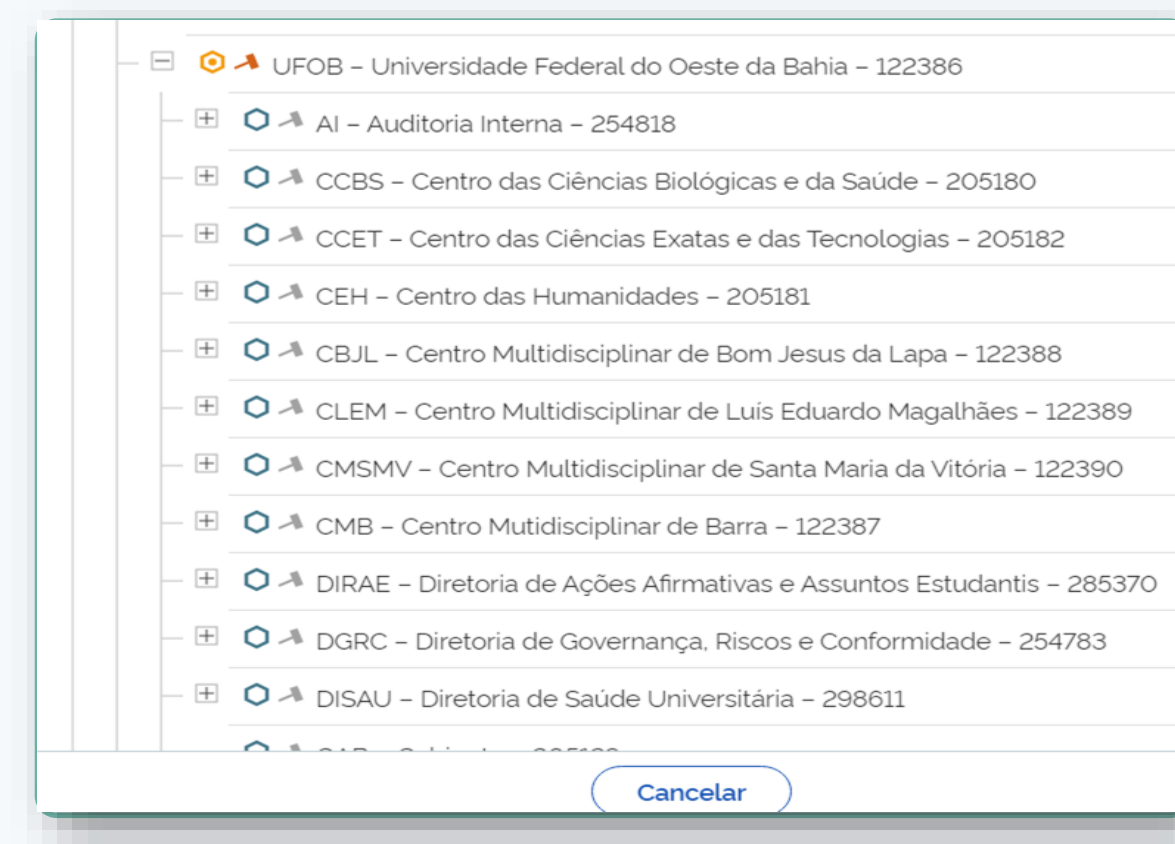 UFOB – Universidade Federal do Oeste da Bahia – 122386
AI – Auditoria Interna – 254818
CCBS – Centro das Ciências Biológicas e da Saúde – 205180
CCET – Centro das Ciências Exatas e das Tecnologias – 205182
CEH – Centro das Humanidades – 205181
CBJL – Centro Multidisciplinar de Bom Jesus da Lapa – 122388
CLEM – Centro Multidisciplinar de Luís Eduardo Magalhães – 122389
CMSMV – Centro Multidisciplinar de Santa Maria da Vitória – 122390
CMB – Centro Mutidisciplinar de Barra – 122387
DIRAE – Diretoria de Ações Afirmativas e Assuntos Estudantis – 285370
DGRC – Diretoria de Governança, Riscos e Conformidade – 254783
DISAU – Diretoria de Saúde Universitária – 298611
Cancelar